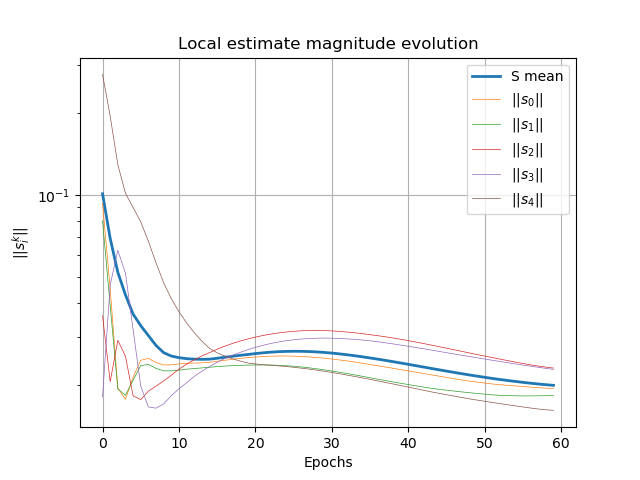 Local estimate magnitude evolution
S mean
||s₀||
||s₁||
||s₂||
||s₃||
||s₄||
10⁻¹
||sᵢᵏ||
0 10 20 30 40 50 60
Epochs